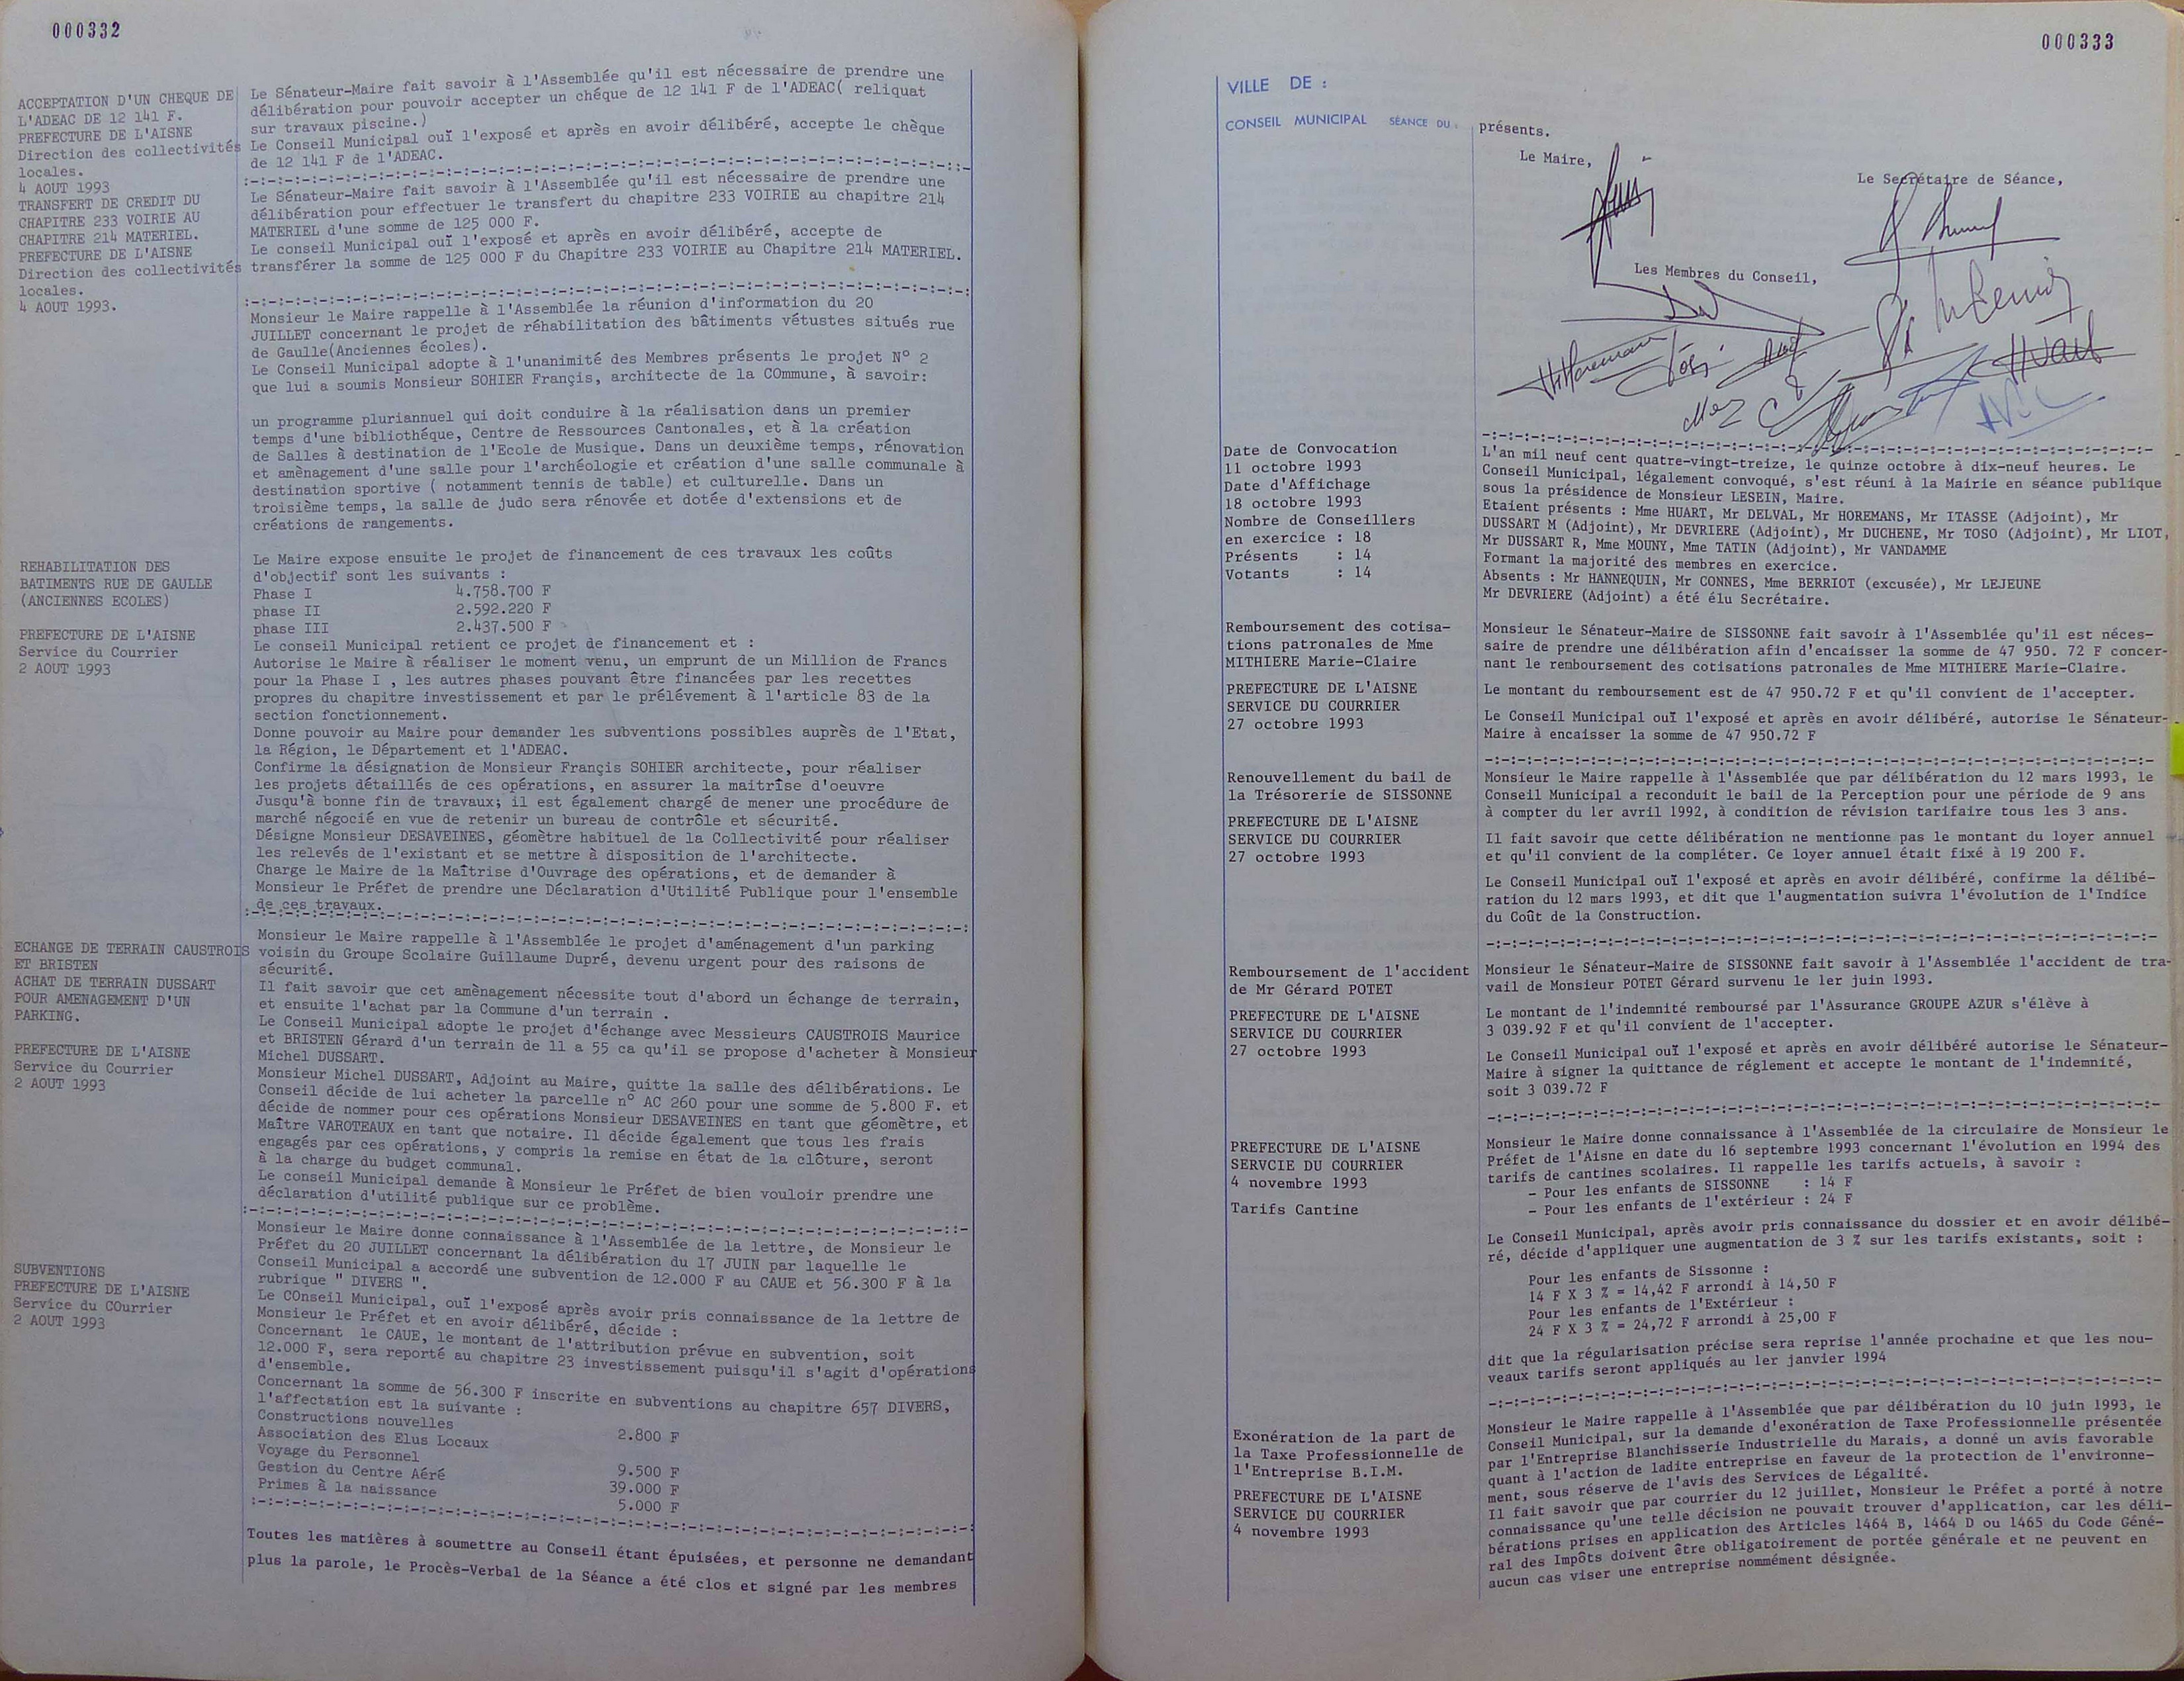 000332
ACCEPTATION D'UN CHEQUE DE
L'ADEAC DE 12 141 F.
PREFECTURE DE L'AISNE
Direction des collectivités
locales.
4 AOUT 1993
Le Sénateur-Maire fait savoir à l'Assemblée qu'il est nécessaire de prendre une
délibération pour pouvoir accepter un chéque de 12 141 F de l'ADEAC( reliquat
sur travaux piscine.)
Le Conseil Municipal ouï l'exposé et après en avoir délibéré, accepte le chèque
de 12 141 F de l'ADEAC.
TRANSFERT DE CREDIT DU
CHAPITRE 233 VOIRIE AU
CHAPITRE 214 MATERIEL.
PREFECTURE DE L'AISNE
Direction des collectivités
locales.
4 AOUT 1993.
Le Sénateur-Maire fait savoir à l'Assemblée qu'il est nécessaire de prendre une
délibération pour effectuer le transfert du chapitre 233 VOIRIE au chapitre 214
MATERIEL d'une somme de 125 000 F.
Le conseil Municipal ouï l'exposé et après en avoir délibéré, accepte de
transférer la somme de 125 000 F du Chapitre 233 VOIRIE au Chapitre 214 MATERIEL.
Monsieur le Maire rappelle à l'Assemblée la réunion d'information du 20
JUILLET concernant le projet de réhabilitation des bâtiments vétustes situés rue
de Gaulle(Anciennes écoles).
Le Conseil Municipal adopte à l'unanimité des Membres présents le projet N° 2
que lui a soumis Monsieur SOHIER Françis, architecte de la COmmune, à savoir:
un programme pluriannuel qui doit conduire à la réalisation dans un premier
temps d'une bibliothéque, Centre de Ressources Cantonales, et à la création
de Salles à destination de l'Ecole de Musique. Dans un deuxième temps, rénovation
et amènagement d'une salle pour l'archéologie et création d'une salle communale à
destination sportive ( notamment tennis de table) et culturelle. Dans un
troisième temps, la salle de judo sera rénovée et dotée d'extensions et de
créations de rangements.
REHABILITATION DES
BATIMENTS RUE DE GAULLE
(ANCIENNES ECOLES)
PREFECTURE DE L'AISNE
Service du Courrier
2 AOUT 1993
Le Maire expose ensuite le projet de financement de ces travaux les coûts
d'objectif sont les suivants :
Phase I 4.758.700 F
phase II 2.592.220 F
phase III 2.437.500 F
Le conseil Municipal retient ce projet de financement et :
Autorise le Maire à réaliser le moment venu, un emprunt de un Million de Francs
pour la Phase I , les autres phases pouvant être financées par les recettes
propres du chapitre investissement et par le prélévement à l'article 83 de la
section fonctionnement.
Donne pouvoir au Maire pour demander les subventions possibles auprès de l'Etat,
la Région, le Département et l'ADEAC.
Confirme la désignation de Monsieur Françis SOHIER architecte, pour réaliser
les projets détaillés de ces opérations, en assurer la maitrîse d'oeuvre
Jusqu'à bonne fin de travaux; il est également chargé de mener une procédure de
marché négocié en vue de retenir un bureau de contrôle et sécurité.
Désigne Monsieur DESAVEINES, géomètre habituel de la Collectivité pour réaliser
les relevés de l'existant et se mettre à disposition de l'architecte.
Charge le Maire de la Maîtrise d'Ouvrage des opérations, et de demander à
Monsieur le Préfet de prendre une Déclaration d'Utilité Publique pour l'ensemble
de ces travaux.
ECHANGE DE TERRAIN CAUSTROIS
ET BRISTEN
ACHAT DE TERRAIN DUSSART
POUR AMENAGEMENT D'UN
PARKING.
PREFECTURE DE L'AISNE
Service du Courrier
2 AOUT 1993
Monsieur le Maire rappelle à l'Assemblée le projet d'aménagement d'un parking
voisin du Groupe Scolaire Guillaume Dupré, devenu urgent pour des raisons de
sécurité.
Il fait savoir que cet amènagement nécessite tout d'abord un échange de terrain,
et ensuite l'achat par la Commune d'un terrain .
Le Conseil Municipal adopte le projet d'échange avec Messieurs CAUSTROIS Maurice
et BRISTEN Gérard d'un terrain de 11 a 55 ca qu'il se propose d'acheter à Monsieur
Michel DUSSART.
Monsieur Michel DUSSART, Adjoint au Maire, quitte la salle des délibérations. Le
Conseil décide de lui acheter la parcelle n° AC 260 pour une somme de 5.800 F. et
décide de nommer pour ces opérations Monsieur DESAVEINES en tant que géomètre, et
Maître VAROTEAUX en tant que notaire. Il décide également que tous les frais
engagés par ces opérations, y compris la remise en état de la clôture, seront
à la charge du budget communal.
Le conseil Municipal demande à Monsieur le Préfet de bien vouloir prendre une
déclaration d'utilité publique sur ce problème.
SUBVENTIONS
PREFECTURE DE L'AISNE
Service du COurrier
2 AOUT 1993
Monsieur le Maire donne connaissance à l'Assemblée de la lettre, de Monsieur le
Préfet du 20 JUILLET concernant la délibération du 17 JUIN par laquelle le
Conseil Municipal a accordé une subvention de 12.000 F au CAUE et 56.300 F à la
rubrique " DIVERS ".
Le COnseil Municipal, ouï l'exposé après avoir pris connaissance de la lettre de
Monsieur le Préfet et en avoir délibéré, décide :
Concernant le CAUE, le montant de l'attribution prévue en subvention, soit
12.000 F, sera reporté au chapitre 23 investissement puisqu'il s'agit d'opérations
d'ensemble.
Concernant la somme de 56.300 F inscrite en subventions au chapitre 657 DIVERS,
l'affectation est la suivante :
Constructions nouvelles
Association des Elus Locaux 2.800 F
Voyage du Personnel
Gestion du Centre Aéré 9.500 F
Primes à la naissance 39.000 F
5.000 F
Toutes les matières à soumettre au Conseil étant épuisées, et personne ne demandant
plus la parole, le Procès-Verbal de la Séance a été clos et signé par les membres
000333
VILLE DE :
CONSEIL MUNICIPAL SÉANCE DU :
présents.
Le Maire,
Le Secrétaire de Séance,
Les Membres du Conseil,
Date de Convocation
11 octobre 1993
Date d'Affichage
18 octobre 1993
Nombre de Conseillers
en exercice : 18
Présents : 14
Votants : 14
L'an mil neuf cent quatre-vingt-treize, le quinze octobre à dix-neuf heures. Le
Conseil Municipal, légalement convoqué, s'est réuni à la Mairie en séance publique
sous la présidence de Monsieur LESEIN, Maire.
Etaient présents : Mme HUART, Mr DELVAL, Mr HOREMANS, Mr ITASSE (Adjoint), Mr
DUSSART M (Adjoint), Mr DEVRIERE (Adjoint), Mr DUCHENE, Mr TOSO (Adjoint), Mr LIOT,
Mr DUSSART R, Mme MOUNY, Mme TATIN (Adjoint), Mr VANDAMME
Formant la majorité des membres en exercice.
Absents : Mr HANNEQUIN, Mr CONNES, Mme BERRIOT (excusée), Mr LEJEUNE
Mr DEVRIERE (Adjoint) a été élu Secrétaire.
Remboursement des cotisa-
tions patronales de Mme
MITHIERE Marie-Claire
PREFECTURE DE L'AISNE
SERVICE DU COURRIER
27 octobre 1993
Monsieur le Sénateur-Maire de SISSONNE fait savoir à l'Assemblée qu'il est néces-
saire de prendre une délibération afin d'encaisser la somme de 47 950. 72 F concer-
nant le remboursement des cotisations patronales de Mme MITHIERE Marie-Claire.
Le montant du remboursement est de 47 950.72 F et qu'il convient de l'accepter.
Le Conseil Municipal ouï l'exposé et après en avoir délibéré, autorise le Sénateur-
Maire à encaisser la somme de 47 950.72 F
Renouvellement du bail de
la Trésorerie de SISSONNE
PREFECTURE DE L'AISNE
SERVICE DU COURRIER
27 octobre 1993
Monsieur le Maire rappelle à l'Assemblée que par délibération du 12 mars 1993, le
Conseil Municipal a reconduit le bail de la Perception pour une période de 9 ans
à compter du 1er avril 1992, à condition de révision tarifaire tous les 3 ans.
Il fait savoir que cette délibération ne mentionne pas le montant du loyer annuel
et qu'il convient de la compléter. Ce loyer annuel était fixé à 19 200 F.
Le Conseil Municipal ouï l'exposé et après en avoir délibéré, confirme la délibé-
ration du 12 mars 1993, et dit que l'augmentation suivra l'évolution de l'Indice
du Coût de la Construction.
Remboursement de l'accident
de Mr Gérard POTET
PREFECTURE DE L'AISNE
SERVICE DU COURRIER
27 octobre 1993
Monsieur le Sénateur-Maire de SISSONNE fait savoir à l'Assemblée l'accident de tra-
vail de Monsieur POTET Gérard survenu le 1er juin 1993.
Le montant de l'indemnité remboursé par l'Assurance GROUPE AZUR s'élève à
3 039.92 F et qu'il convient de l'accepter.
Le Conseil Municipal ouï l'exposé et après en avoir délibéré autorise le Sénateur-
Maire à signer la quittance de réglement et accepte le montant de l'indemnité,
soit 3 039.72 F
PREFECTURE DE L'AISNE
SERVCIE DU COURRIER
4 novembre 1993
Tarifs Cantine
Monsieur le Maire donne connaissance à l'Assemblée de la circulaire de Monsieur le
Préfet de l'Aisne en date du 16 septembre 1993 concernant l'évolution en 1994 des
tarifs de cantines scolaires. Il rappelle les tarifs actuels, à savoir :
- Pour les enfants de SISSONNE : 14 F
- Pour les enfants de l'extérieur : 24 F
Le Conseil Municipal, après avoir pris connaissance du dossier et en avoir délibé-
ré, décide d'appliquer une augmentation de 3 % sur les tarifs existants, soit :
Pour les enfants de Sissonne :
14 F X 3 % = 14,42 F arrondi à 14,50 F
Pour les enfants de l'Extérieur :
24 F X 3 % = 24,72 F arrondi à 25,00 F
dit que la régularisation précise sera reprise l'année prochaine et que les nou-
veaux tarifs seront appliqués au 1er janvier 1994
Exonération de la part de
la Taxe Professionnelle de
l'Entreprise B.I.M.
PREFECTURE DE L'AISNE
SERVICE DU COURRIER
4 novembre 1993
Monsieur le Maire rappelle à l'Assemblée que par délibération du 10 juin 1993, le
Conseil Municipal, sur la demande d'exonération de Taxe Professionnelle présentée
par l'Entreprise Blanchisserie Industrielle du Marais, a donné un avis favorable
quant à l'action de ladite entreprise en faveur de la protection de l'environne-
ment, sous réserve de l'avis des Services de Légalité.
Il fait savoir que par courrier du 12 juillet, Monsieur le Préfet a porté à notre
connaissance qu'une telle décision ne pouvait trouver d'application, car les déli-
bérations prises en application des Articles 1464 B, 1464 D ou 1465 du Code Géné-
ral des Impôts doivent être obligatoirement de portée générale et ne peuvent en
aucun cas viser une entreprise nommément désignée.